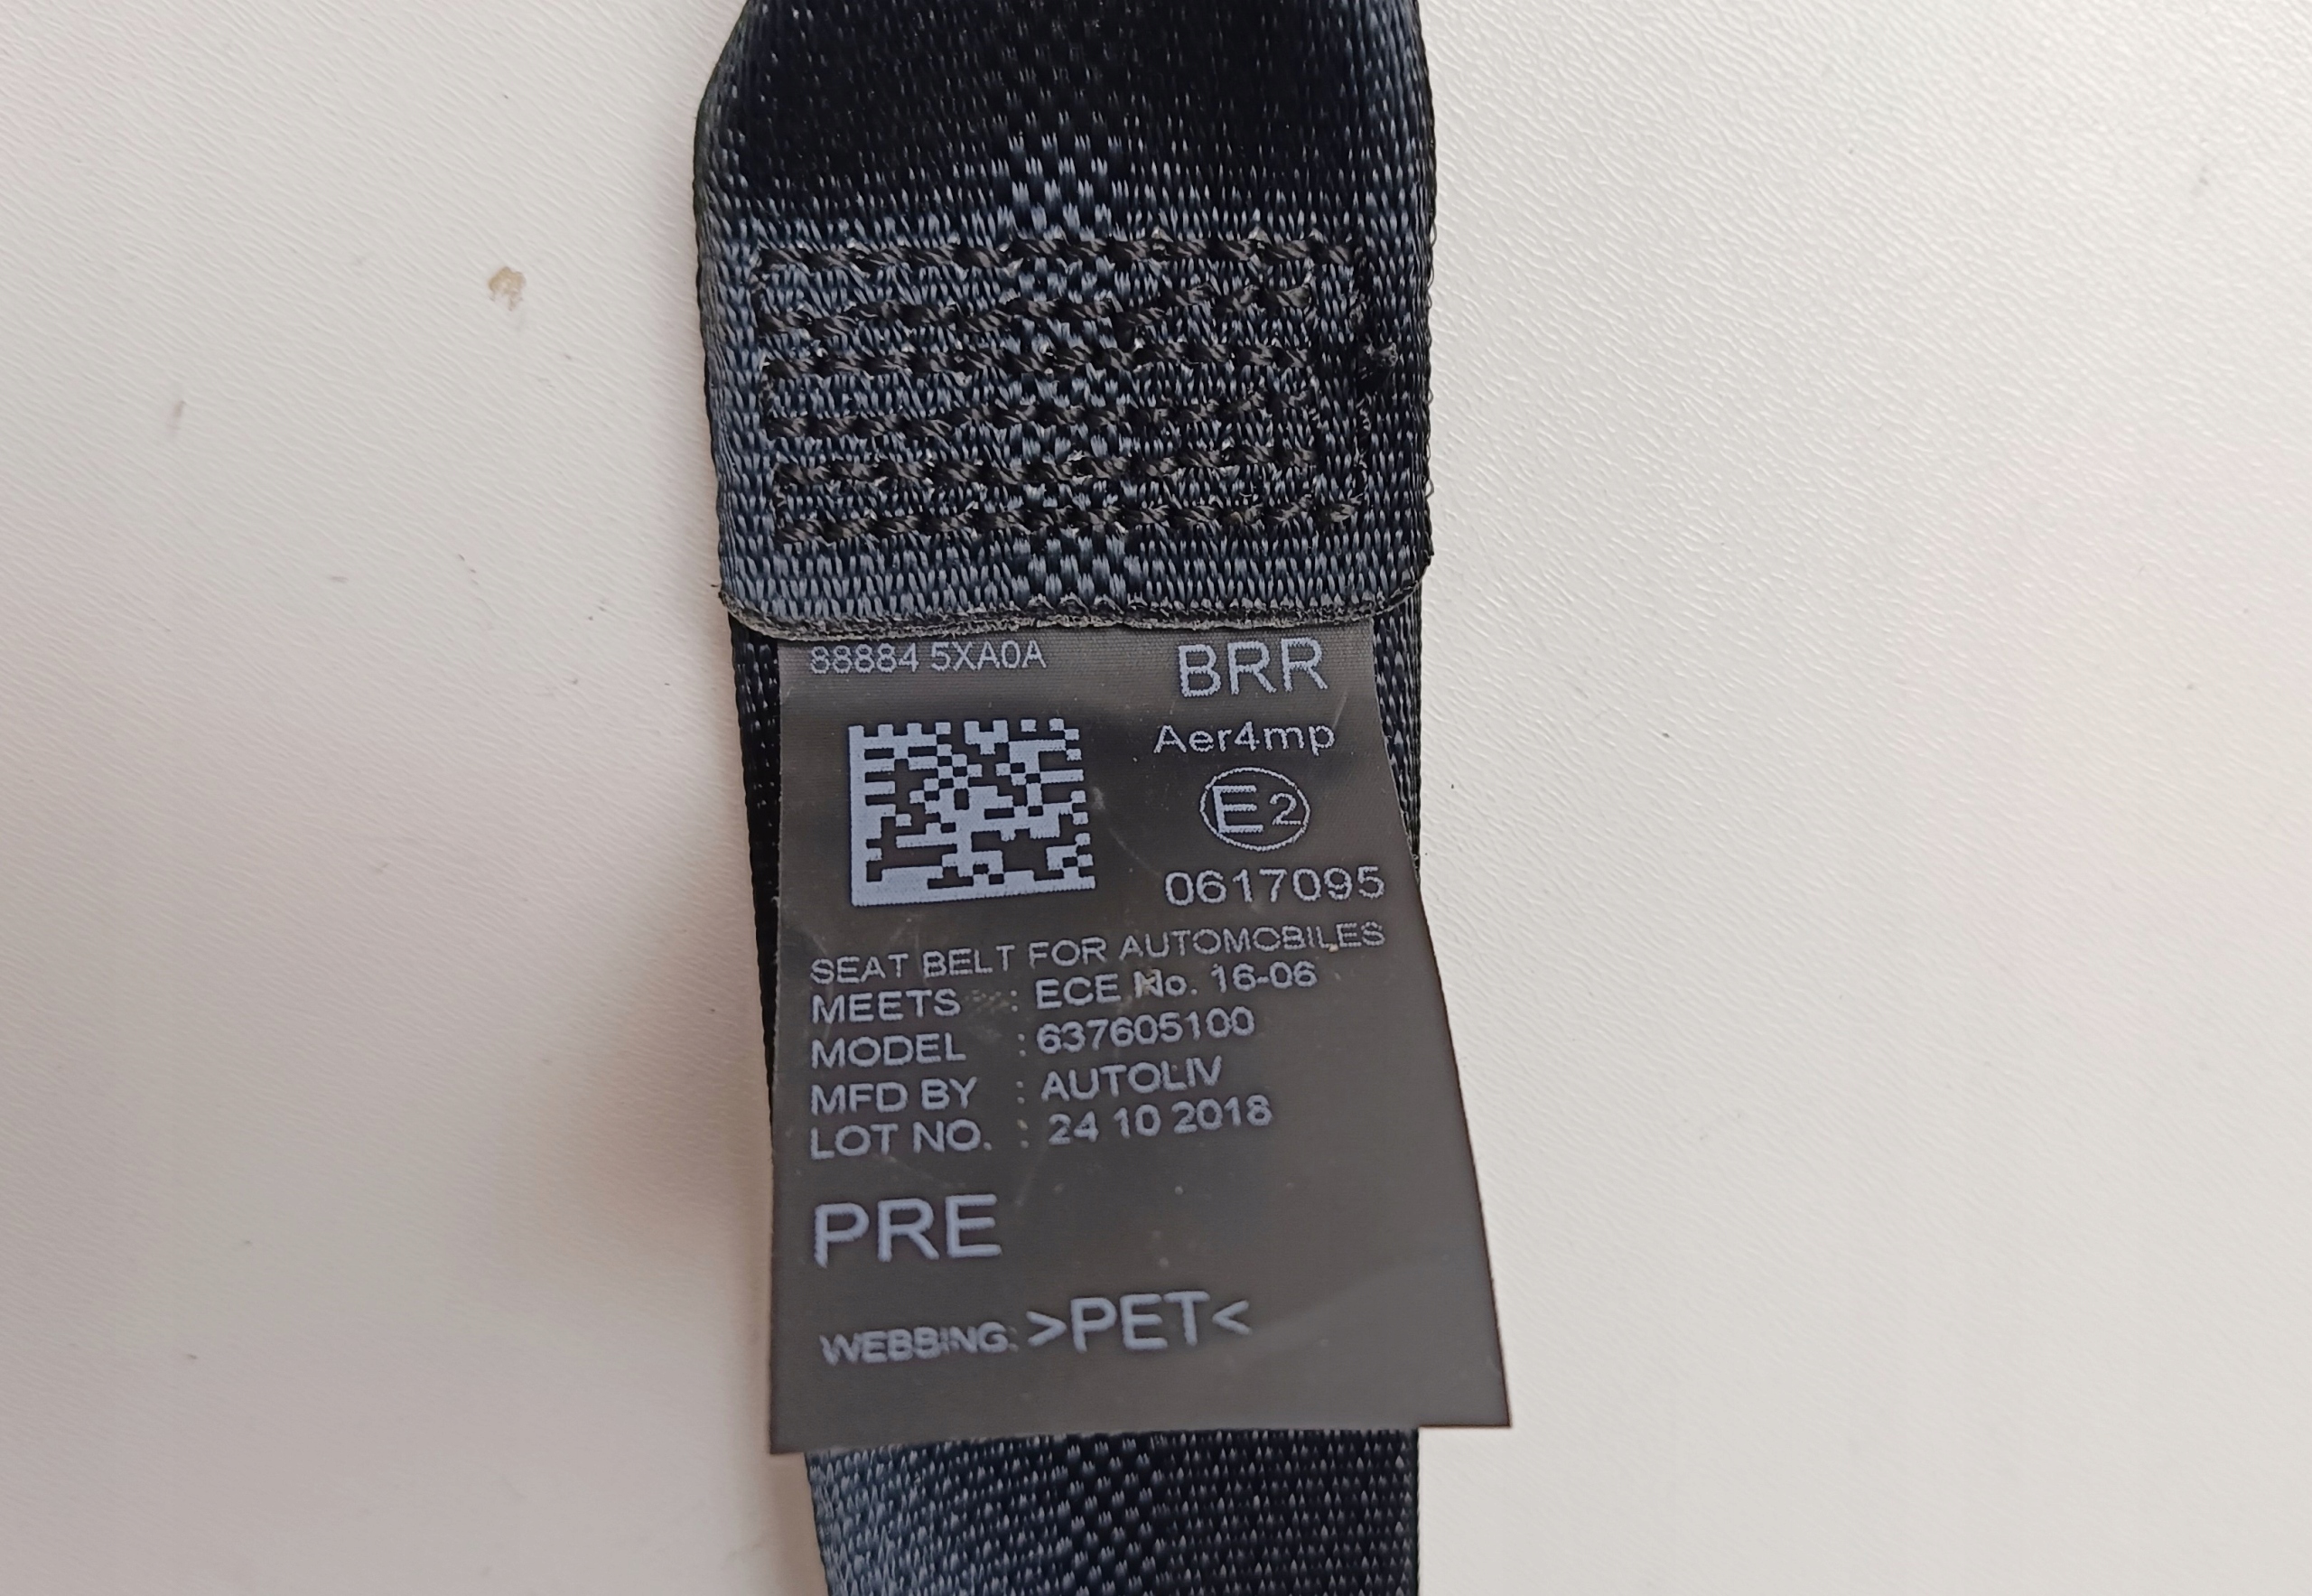 88884 5XA0A
BRR
Aer4mp
E2
0617095
SEAT BELT FOR AUTOMOBILES
MEETS : ECE No. 16-06
MODEL : 637605100
MFD BY : AUTOLIV
LOT NO. : 24 10 2018
PRE
WEBBING: >PET<